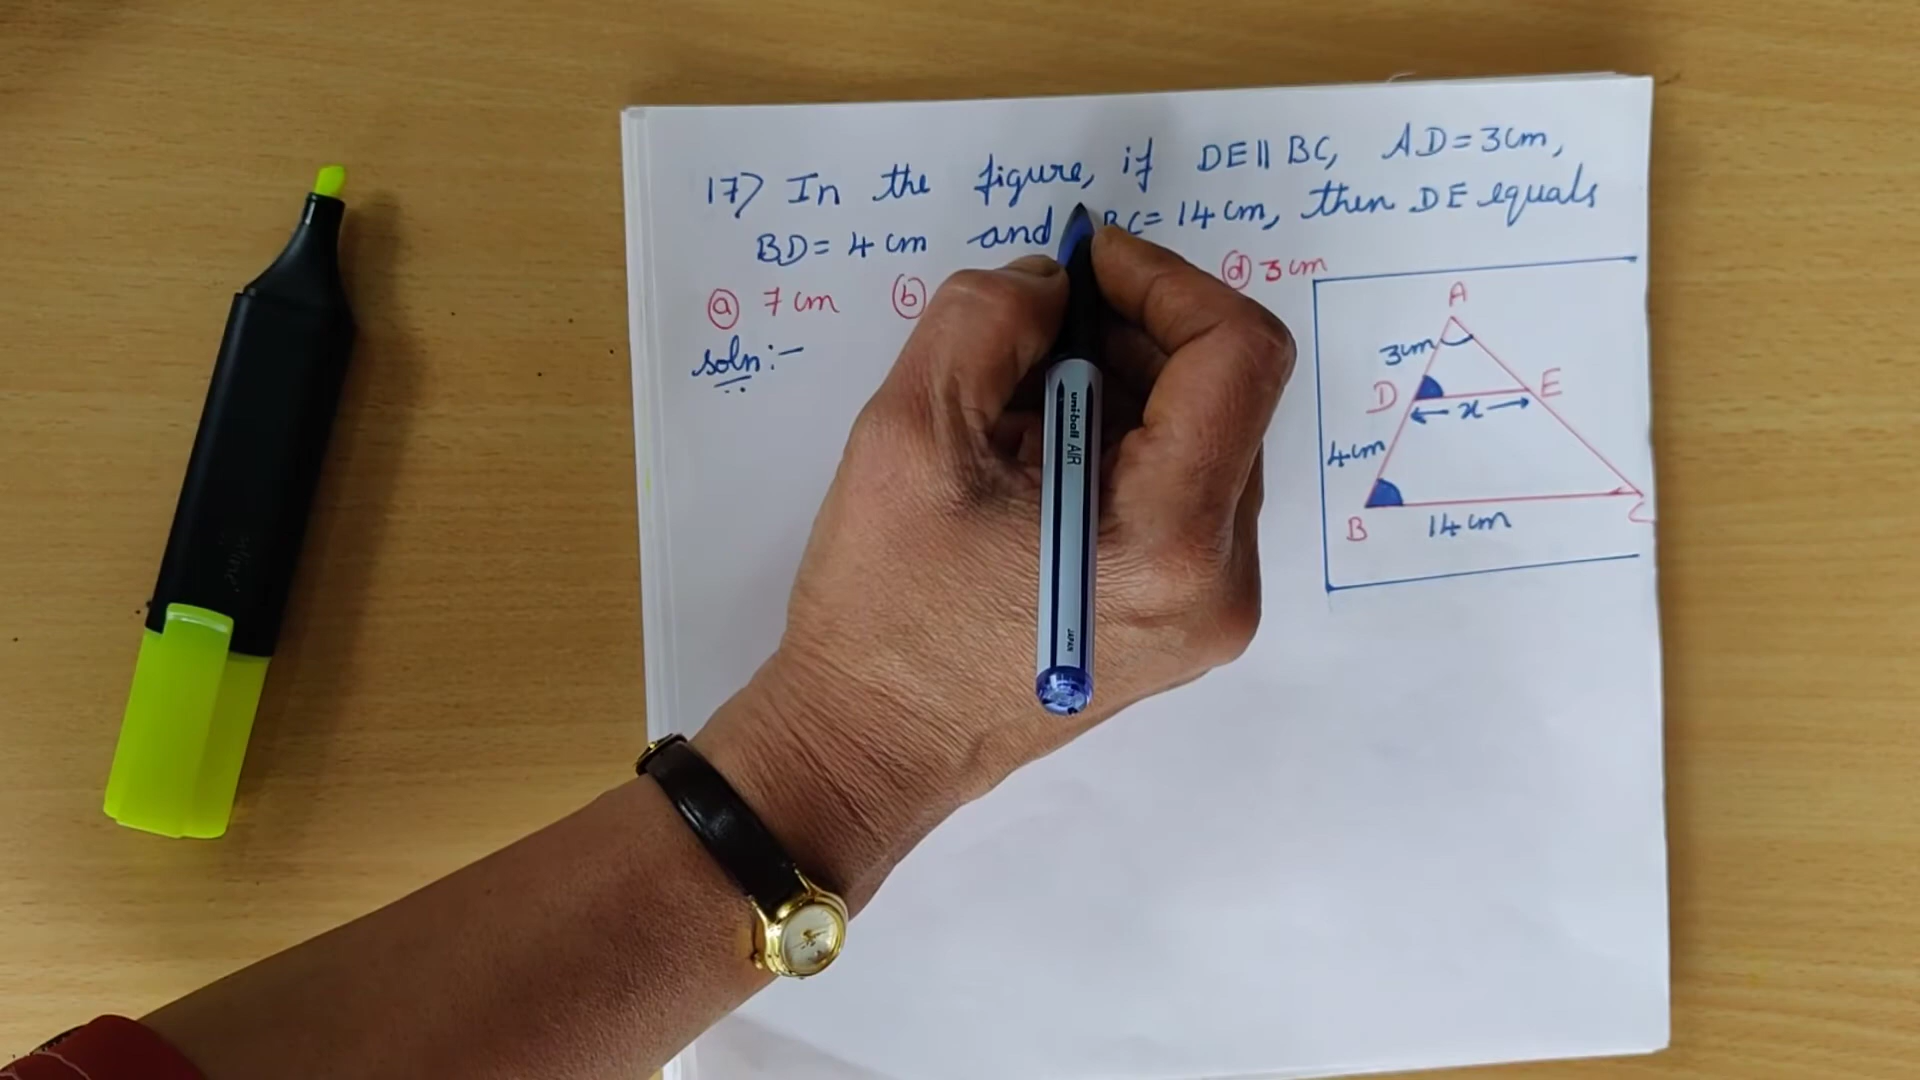 17) In the figure, if DE || BC, AD = 3cm,
BD = 4 cm and BC = 14 cm, then DE equals
(a) 7 cm (b) (d) 3 cm
soln:-
A
3cm
D
E
x
4cm
B
14 cm
C
uni-ball AIR
JAPAN